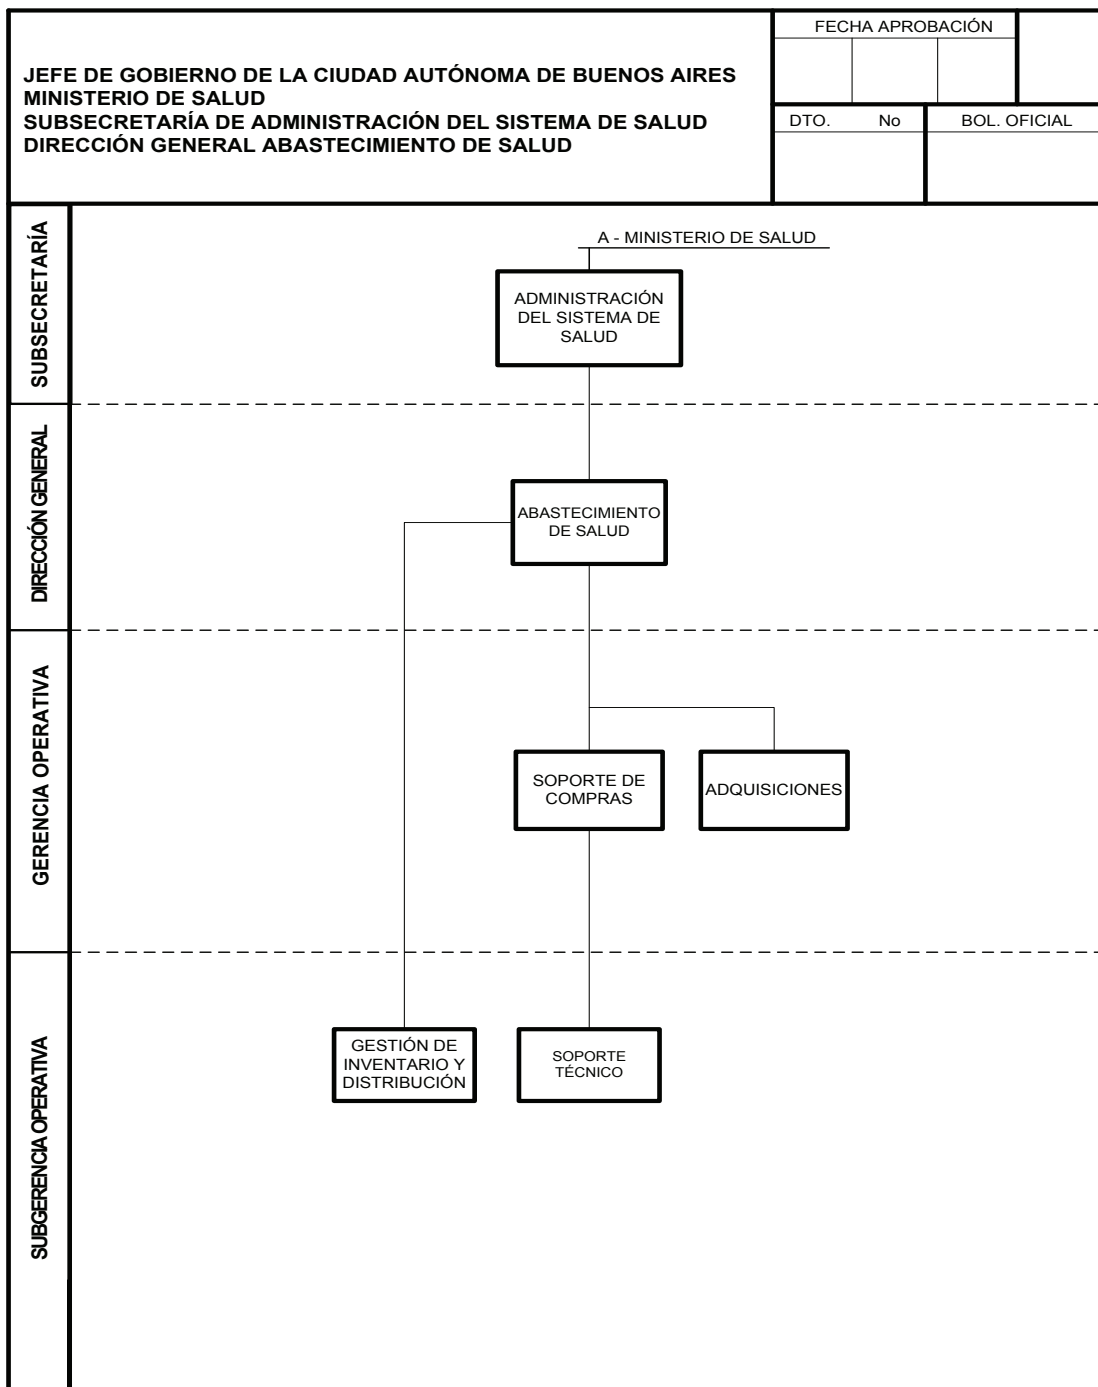 JEFE DE GOBIERNO DE LA CIUDAD AUTÓNOMA DE BUENOS AIRES
MINISTERIO DE SALUD
SUBSECRETARÍA DE ADMINISTRACIÓN DEL SISTEMA DE SALUD
DIRECCIÓN GENERAL ABASTECIMIENTO DE SALUD
FECHA APROBACIÓN
DTO. No
BOL. OFICIAL
SUBSECRETARÍA
A - MINISTERIO DE SALUD
ADMINISTRACIÓN
DEL SISTEMA DE
SALUD
DIRECCIÓN GENERAL
ABASTECIMIENTO
DE SALUD
GERENCIA OPERATIVA
SOPORTE DE
COMPRAS
ADQUISICIONES
SUBGERENCIA OPERATIVA
GESTIÓN DE
INVENTARIO Y
DISTRIBUCIÓN
SOPORTE
TÉCNICO